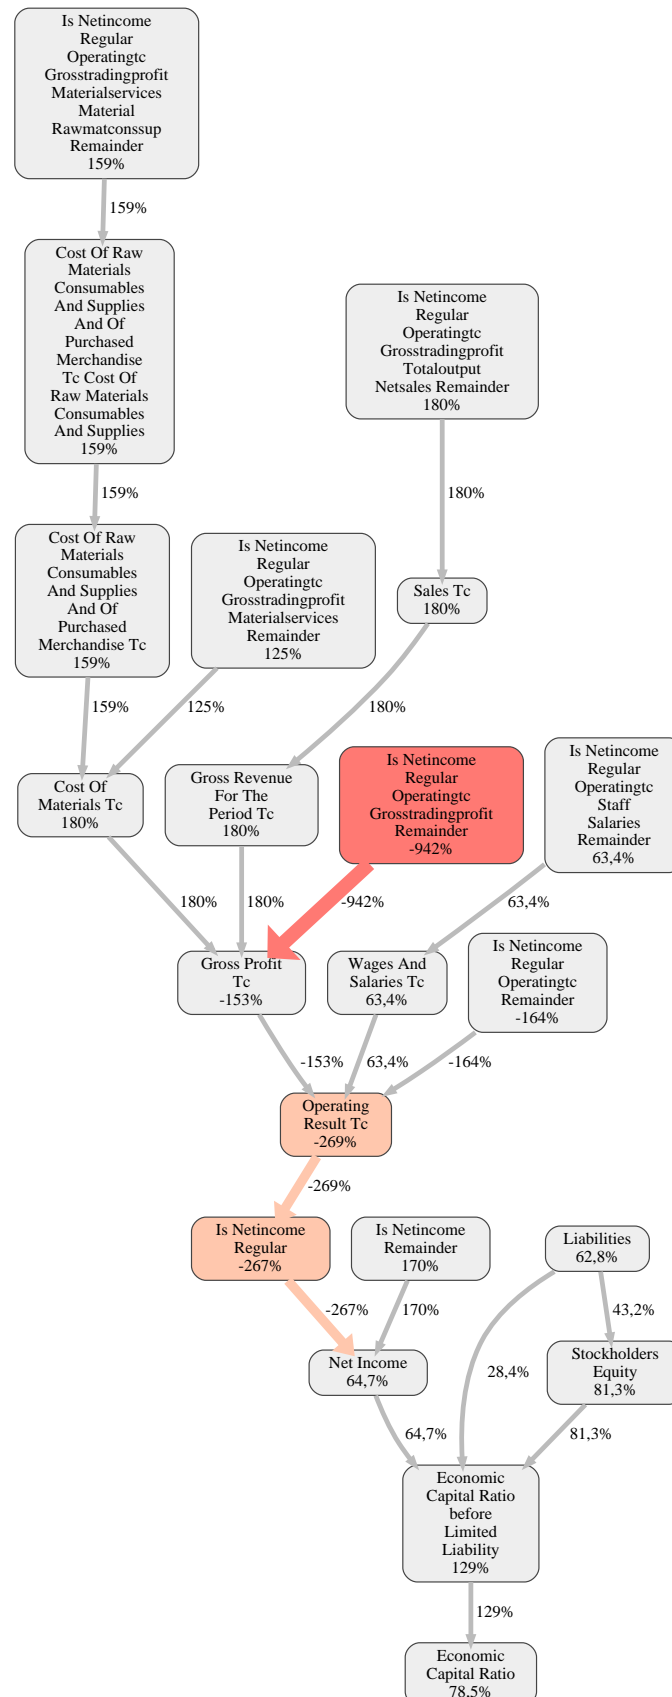 Is Netincome
Regular
Operatingtc
Grosstradingprofit
Materialservices
Material
Rawmatconssup
Remainder
159%
159%
Cost Of Raw
Materials
Consumables
And Supplies
And Of
Purchased
Merchandise
Tc Cost Of
Raw Materials
Consumables
And Supplies
159%
Is Netincome
Regular
Operatingtc
Grosstradingprofit
Totaloutput
Netsales Remainder
180%
159%
180%
Cost Of Raw
Materials
Consumables
And Supplies
And Of
Purchased
Merchandise Tc
159%
Is Netincome
Regular
Operatingtc
Grosstradingprofit
Materialservices
Remainder
125%
Sales Tc
180%
159%
125%
180%
Cost Of
Materials Tc
180%
Gross Revenue
For The
Period Tc
180%
Is Netincome
Regular
Operatingtc
Grosstradingprofit
Remainder
-942%
Is Netincome
Regular
Operatingtc
Staff
Salaries
Remainder
63,4%
180%
180%
-942%
63,4%
Gross Profit
Tc
-153%
Wages And
Salaries Tc
63,4%
Is Netincome
Regular
Operatingtc
Remainder
-164%
-153%
63,4%
-164%
Operating
Result Tc
-269%
-269%
Is Netincome
Regular
-267%
Is Netincome
Remainder
170%
Liabilities
62,8%
-267%
170%
43,2%
Net Income
64,7%
28,4%
Stockholders
Equity
81,3%
64,7%
81,3%
Economic
Capital Ratio
before
Limited
Liability
129%
129%
Economic
Capital Ratio
78,5%